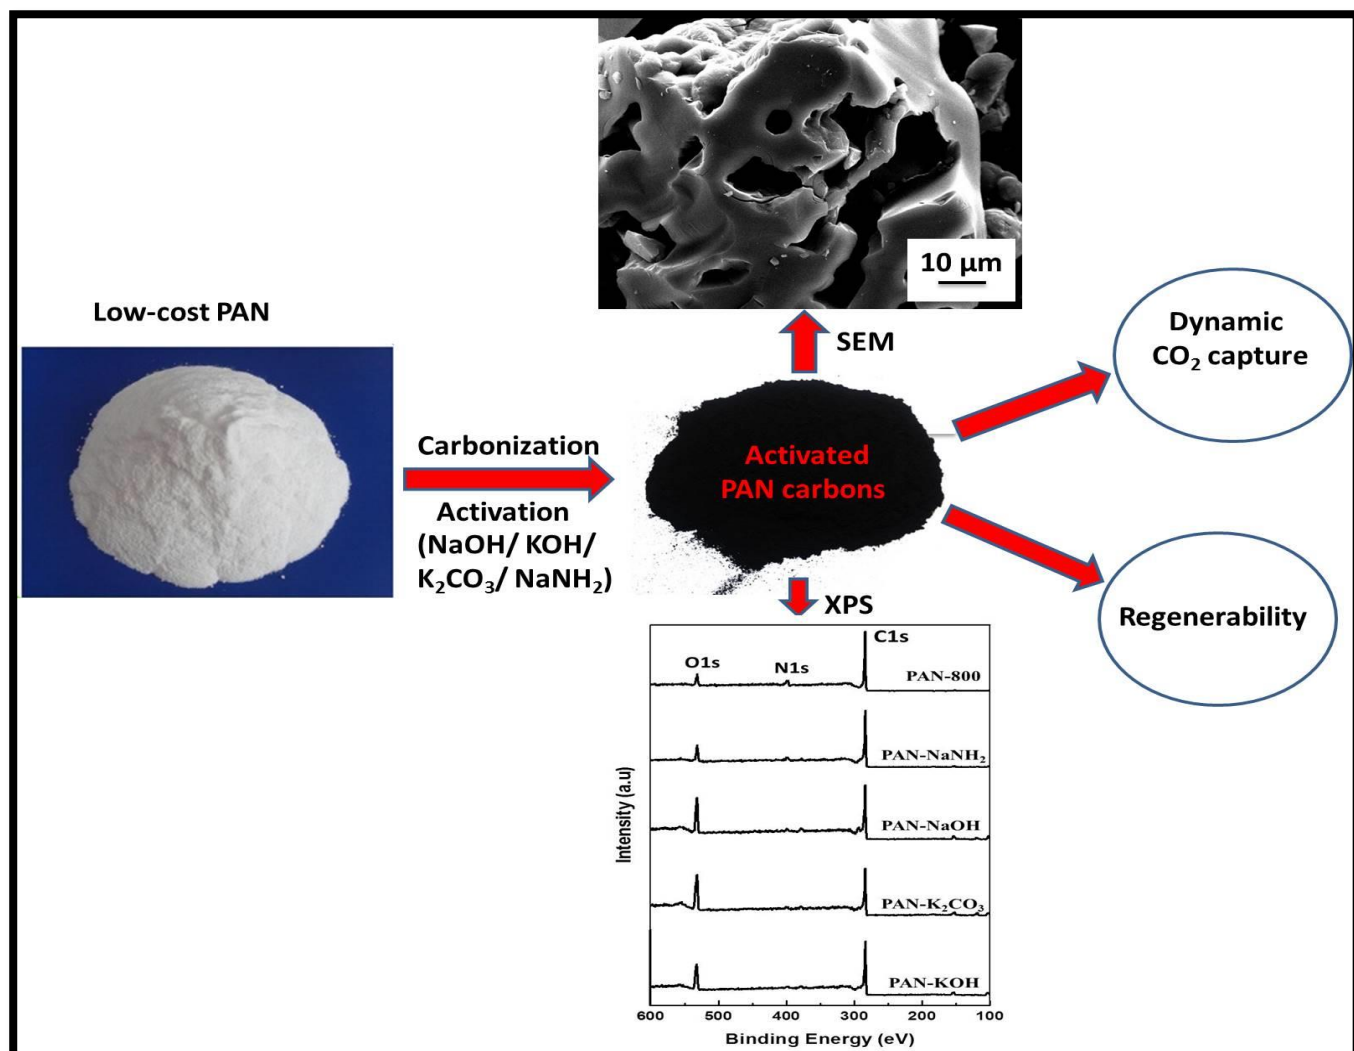 10 µm
SEM
Low-cost PAN
Carbonization
Activation
(NaOH/ KOH/
K₂CO₃/ NaNH₂)
Activated
PAN carbons
Dynamic
CO₂ capture
Regenerability
XPS
C1s
O1s
N1s
PAN-800
PAN-NaNH₂
PAN-NaOH
PAN-K₂CO₃
PAN-KOH
Intensity (a.u)
600 500 400 300 200 100
Binding Energy (eV)